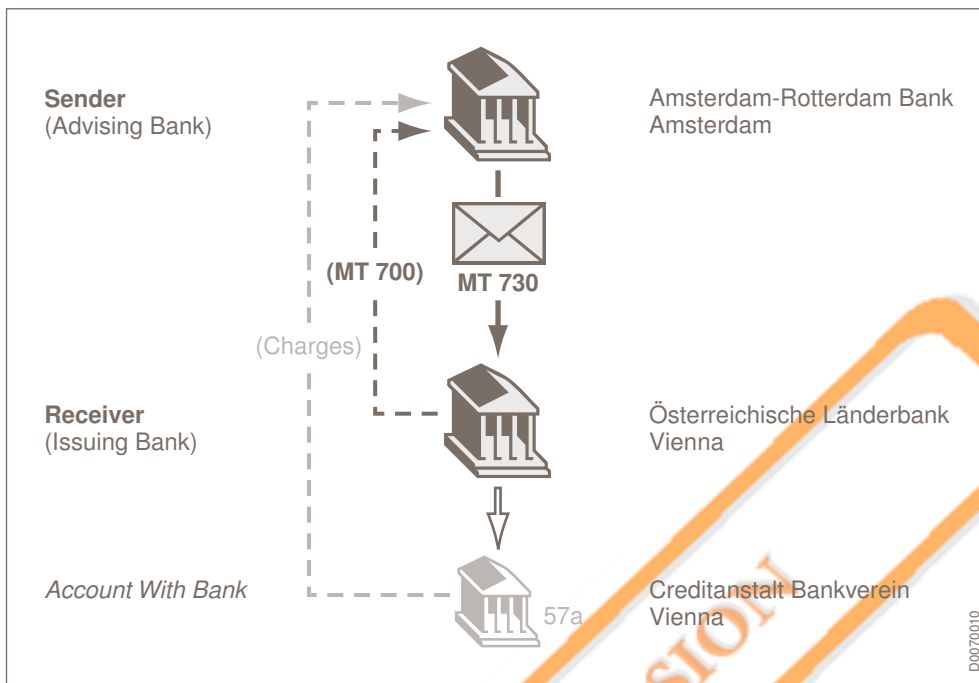 Sender
(Advising Bank)
Amsterdam-Rotterdam Bank
Amsterdam
(MT 700)
MT 730
(Charges)
Receiver
(Issuing Bank)
Österreichische Länderbank
Vienna
Account With Bank
57a
Creditanstalt Bankverein
Vienna
SION
D0070010